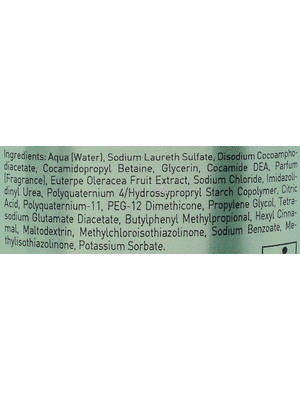 Ingredients: Aqua (Water), Sodium Laureth Sulfate, Disodium Cocoampho-
diacetate, Cocamidopropyl Betaine, Glycerin, Cocamide DEA, Parfum
(Fragrance), Euterpe Oleracea Fruit Extract, Sodium Chloride, Imidazoli-
dinyl Urea, Polyquaternium 4/Hydrossypropryl Starch Copolymer, Citric
Acid, Polyquaternium-11, PEG-12 Dimethicone, Propylene Glycol, Tetra-
sodium Glutamate Diacetate, Butylphenyl Methylpropional, Hexyl Cinna-
mal, Maltodextrin, Methylchloroisothiazolinone, Sodium Benzoate, Me-
thylisothiazolinone, Potassium Sorbate.